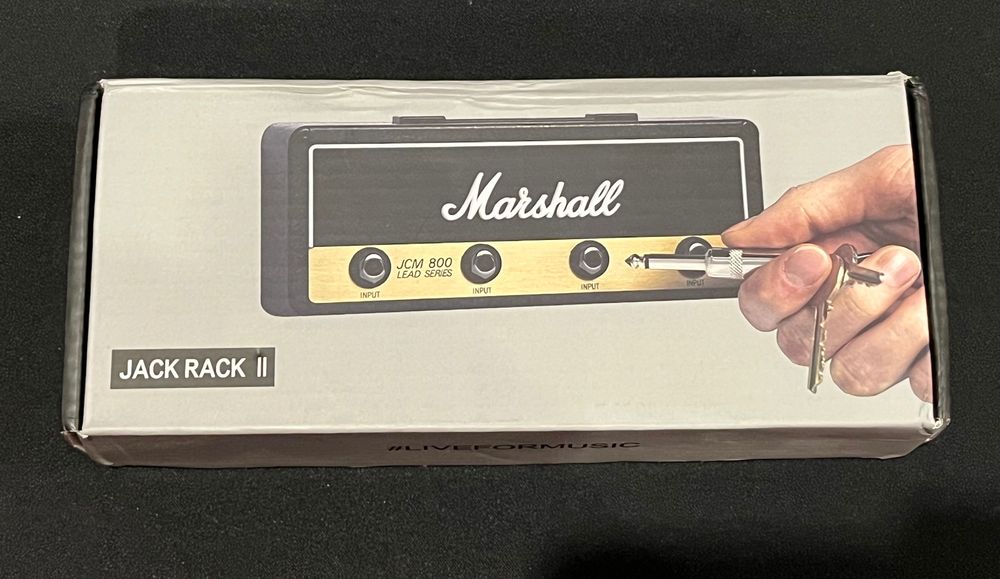 Marshall
JCM 800
LEAD SERIES
INPUT
INPUT
INPUT
INPUT
JACK RACK II
#LIVEFORMUSIC